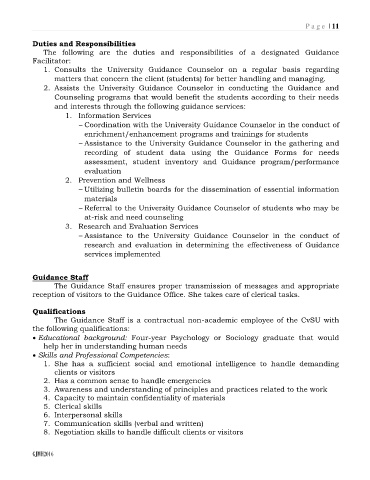 Page | 11
Duties and Responsibilities
The following are the duties and responsibilities of a designated Guidance
Facilitator:
1. Consults the University Guidance Counselor on a regular basis regarding
matters that concern the client (students) for better handling and managing.
2. Assists the University Guidance Counselor in conducting the Guidance and
Counseling programs that would benefit the students according to their needs
and interests through the following guidance services:
1. Information Services
– Coordination with the University Guidance Counselor in the conduct of
enrichment/enhancement programs and trainings for students
– Assistance to the University Guidance Counselor in the gathering and
recording of student data using the Guidance Forms for needs
assessment, student inventory and Guidance program/performance
evaluation
2. Prevention and Wellness
– Utilizing bulletin boards for the dissemination of essential information
materials
– Referral to the University Guidance Counselor of students who may be
at-risk and need counseling
3. Research and Evaluation Services
– Assistance to the University Guidance Counselor in the conduct of
research and evaluation in determining the effectiveness of Guidance
services implemented
Guidance Staff
The Guidance Staff ensures proper transmission of messages and appropriate
reception of visitors to the Guidance Office. She takes care of clerical tasks.
Qualifications
The Guidance Staff is a contractual non-academic employee of the CvSU with
the following qualifications:
• Educational background: Four-year Psychology or Sociology graduate that would
help her in understanding human needs
• Skills and Professional Competencies:
1. She has a sufficient social and emotional intelligence to handle demanding
clients or visitors
2. Has a common sense to handle emergencies
3. Awareness and understanding of principles and practices related to the work
4. Capacity to maintain confidentiality of materials
5. Clerical skills
6. Interpersonal skills
7. Communication skills (verbal and written)
8. Negotiation skills to handle difficult clients or visitors